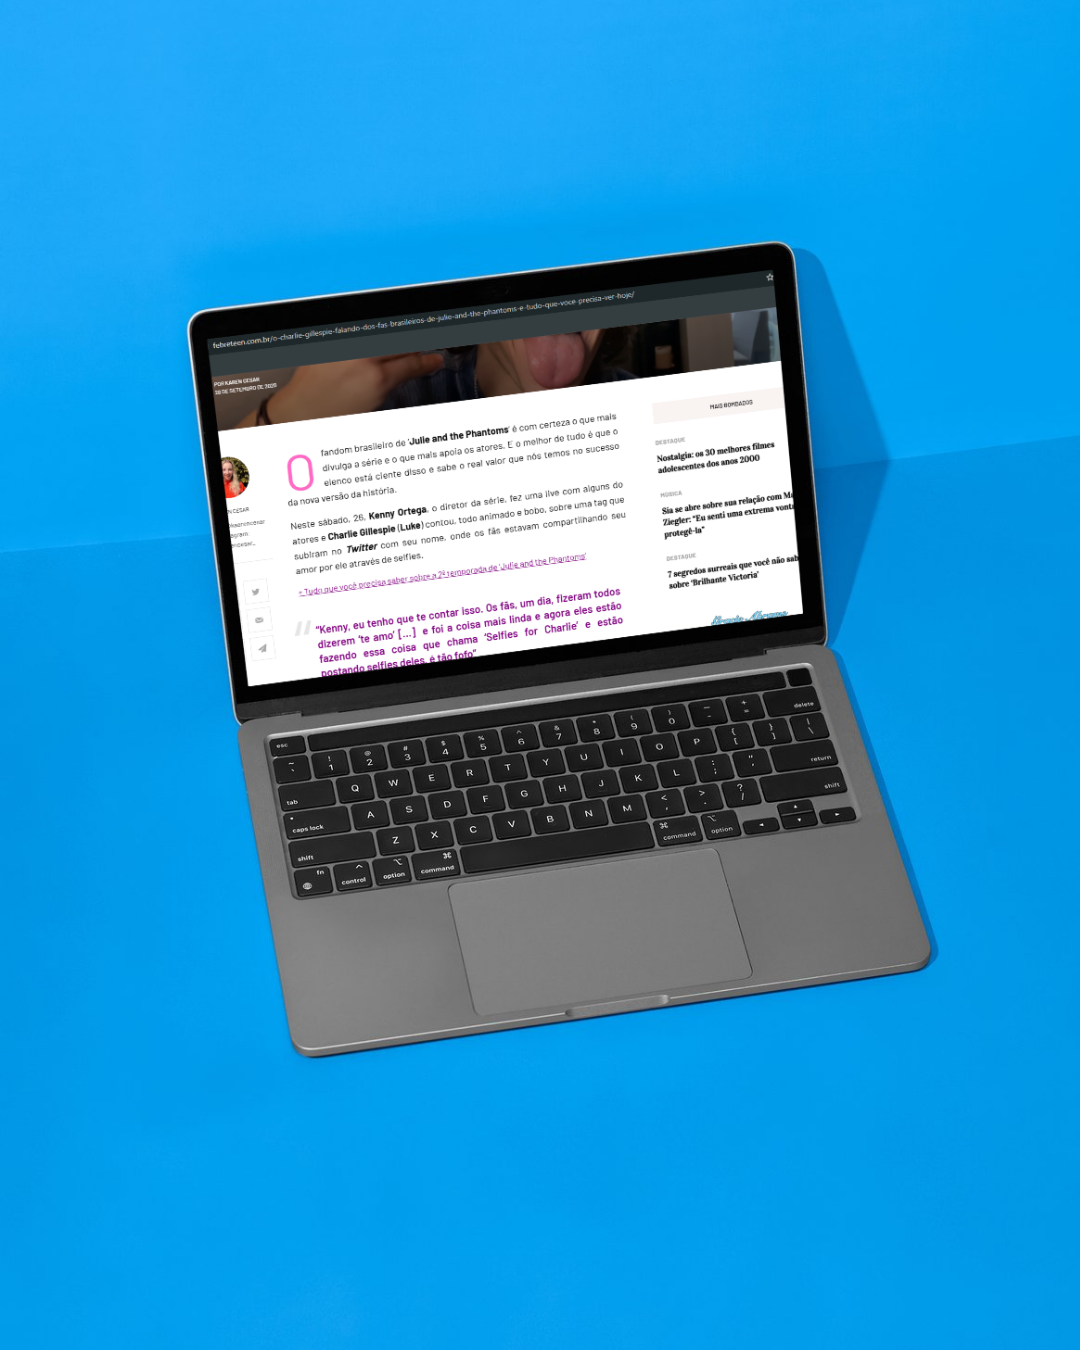 febreteen.com.br/o-charlie-gillespie-falando-dos-fas-brasileiros-de-julie-and-the-phantoms-e-tudo-que-voce-precisa-ver-hoje/
POR KAREN CESAR
O fandom brasileiro de 'Julie and the Phantoms' é com certeza o que mais
divulga a série e o que mais apoia os atores. E o melhor de tudo é que o
elenco está ciente disso e sabe o real valor que nós temos no sucesso
da nova versão da história.
Neste sábado, 26, Kenny Ortega, o diretor da série, fez uma live com alguns do
atores e Charlie Gillespie (Luke) contou, todo animado e bobo, sobre uma tag que
subiram no Twitter com seu nome, onde os fãs estavam compartilhando seu
amor por ele através de selfies.
+ Tudo que você precisa saber sobre a 2ª temporada de 'Julie and the Phantoms'
"Kenny, eu tenho que te contar isso. Os fãs, um dia, fizeram todos
dizerem 'te amo' [...] e foi a coisa mais linda e agora eles estão
fazendo essa coisa que chama 'Selfies for Charlie' e estão
postando selfies deles, é tão fofo"
MAIS BOMBADOS
DESTAQUE
Nostalgia: os 30 melhores filmes
adolescentes dos anos 2000
MÚSICA
Sia se abre sobre sua relação com Ma
Ziegler: "Eu senti uma extrema vonta
protegê-la"
DESTAQUE
7 segredos surreais que você não sab
sobre 'Brilhante Victoria'
esc
~ ` ! 1 @ 2 # 3 $ 4 % 5 ^ 6 & 7 * 8 ( 9 ) 0 _ - + = delete
tab Q W E R T Y U I O P { [ } ] | \
caps lock A S D F G H J K L : ; " ' return
shift Z X C V B N M < , > . ? / shift
fn control option command command option